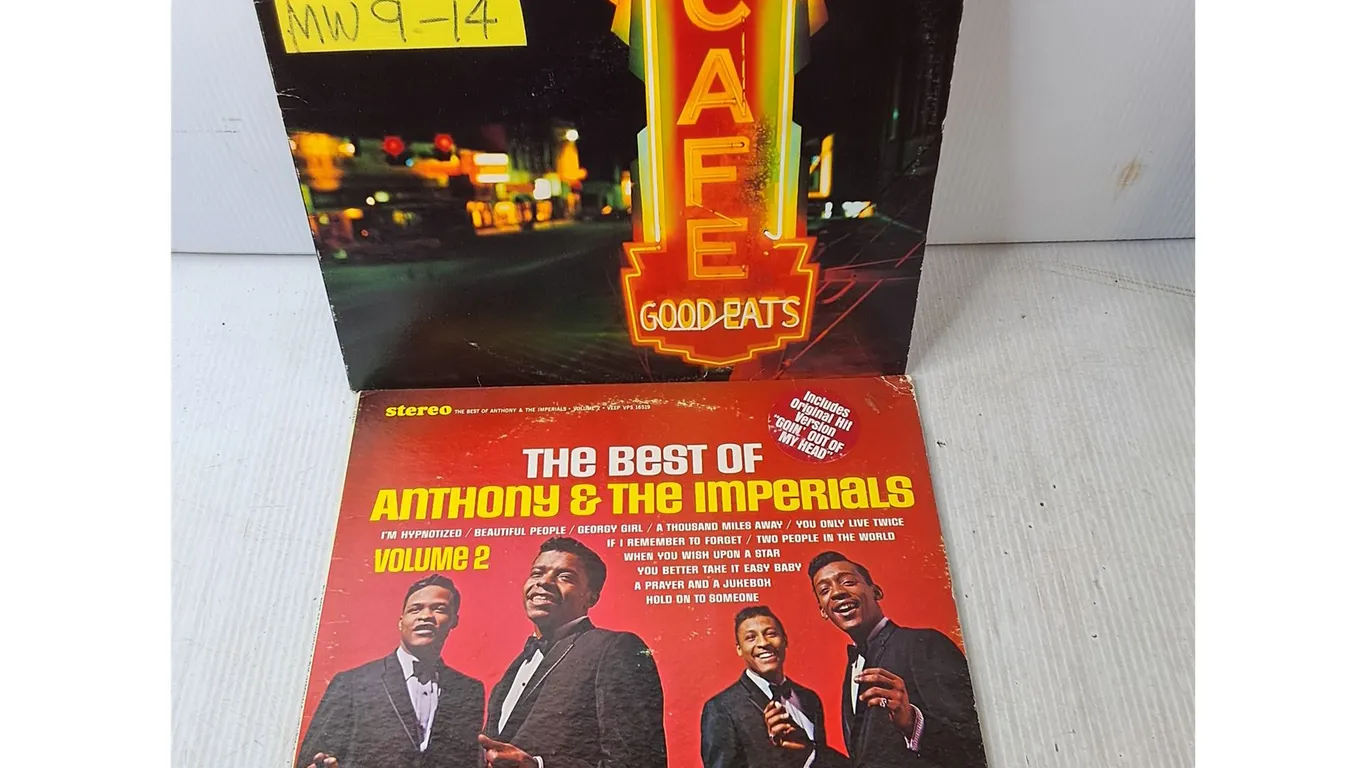 MW 9-14
CAFE
GOOD EATS
stereo THE BEST OF ANTHONY & THE IMPERIALS • VOLUME 2 • VEEP VPS 16519
Includes
Original Hit
Version
"GOIN' OUT OF
MY HEAD"
THE BEST OF
ANTHONY & THE IMPERIALS
I'M HYPNOTIZED / BEAUTIFUL PEOPLE / GEORGY GIRL / A THOUSAND MILES AWAY / YOU ONLY LIVE TWICE
IF I REMEMBER TO FORGET / TWO PEOPLE IN THE WORLD
VOLUME 2
WHEN YOU WISH UPON A STAR
YOU BETTER TAKE IT EASY BABY
A PRAYER AND A JUKEBOX
HOLD ON TO SOMEONE